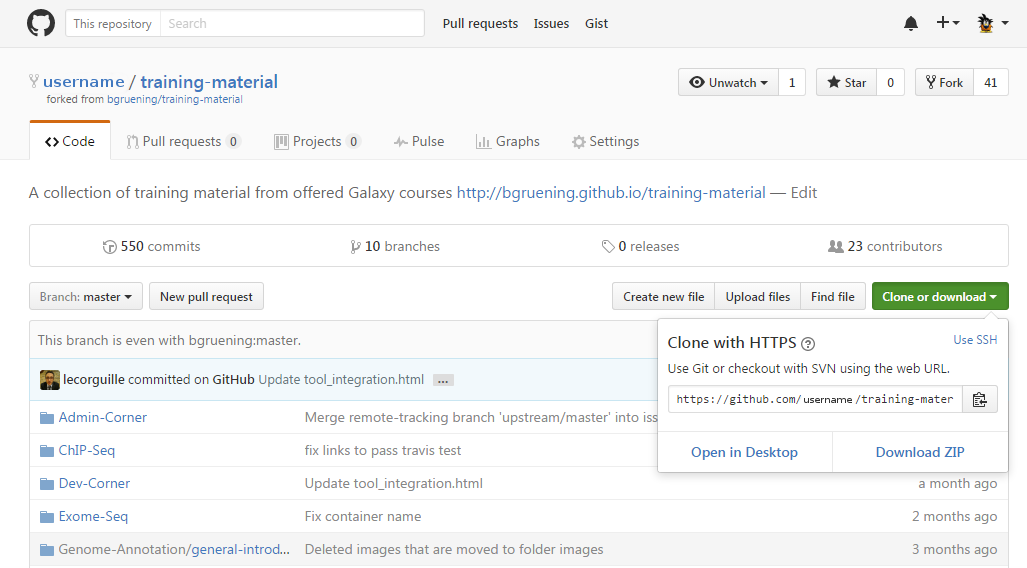 This repository Search Pull requests Issues Gist
username / training-material
Unwatch 1 Star 0 Fork 41
forked from bgruening/training-material
Code Pull requests 0 Projects 0 Pulse Graphs Settings
A collection of training material from offered Galaxy courses http://bgruening.github.io/training-material — Edit
550 commits 10 branches 0 releases 23 contributors
Branch: master New pull request Create new file Upload files Find file Clone or download
This branch is even with bgruening:master.
Clone with HTTPS ? Use SSH
Use Git or checkout with SVN using the web URL.
https://github.com/username/training-mater
Open in Desktop Download ZIP
lecorguille committed on GitHub Update tool_integration.html ...
Admin-Corner Merge remote-tracking branch 'upstream/master' into iss
ChIP-Seq fix links to pass travis test
Dev-Corner Update tool_integration.html a month ago
Exome-Seq Fix container name 2 months ago
Genome-Annotation/general-introd... Deleted images that are moved to folder images 3 months ago